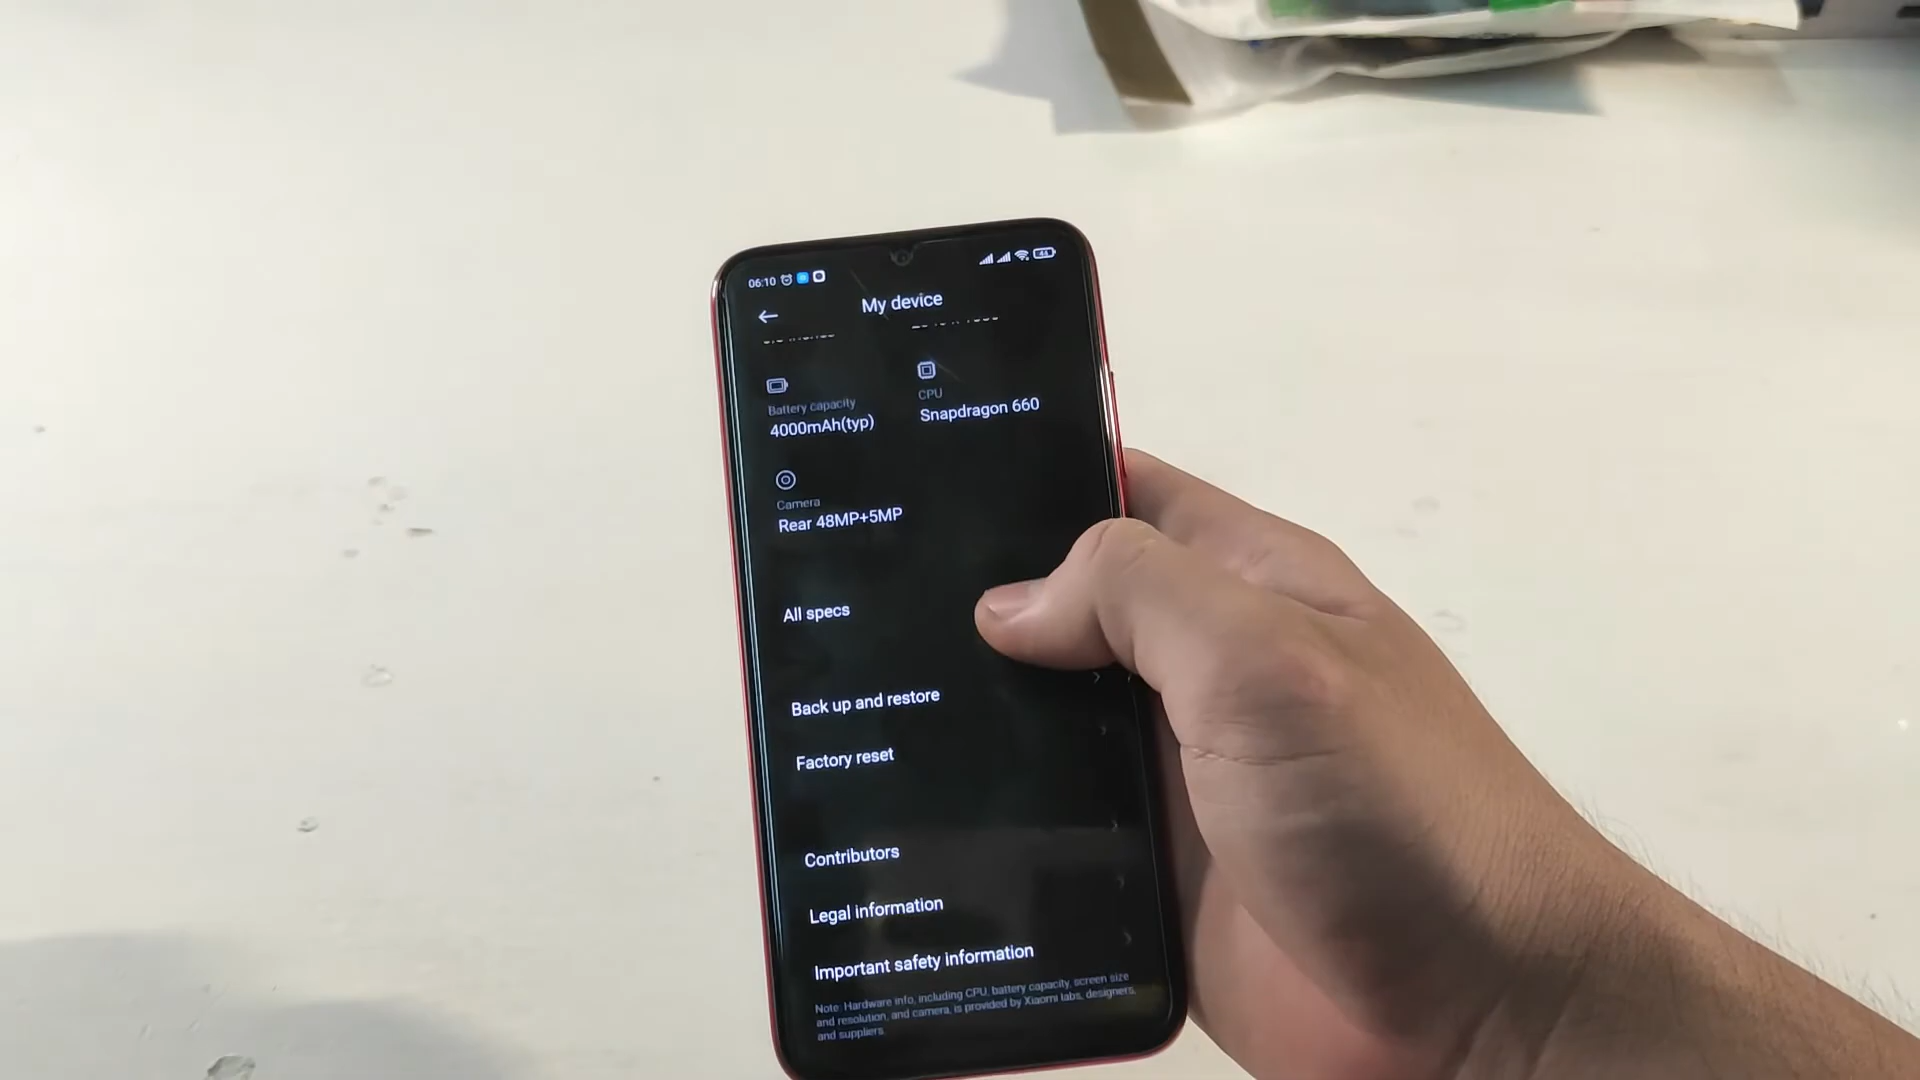 06:10
44
My device
Battery capacity
4000mAh(typ)
CPU
Snapdragon 660
Camera
Rear 48MP+5MP
All specs
Back up and restore
Factory reset
Contributors
Legal information
Important safety information
Note: Hardware info, including CPU, battery capacity, screen size
and resolution, and camera, is provided by Xiaomi labs, designers,
and suppliers.